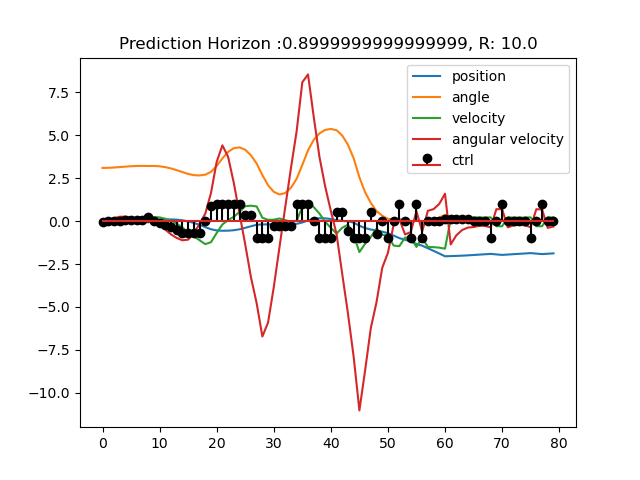 Prediction Horizon :0.8999999999999999, R: 10.0
position
angle
velocity
angular velocity
ctrl
7.5
5.0
2.5
0.0
−2.5
−5.0
−7.5
−10.0
0 10 20 30 40 50 60 70 80